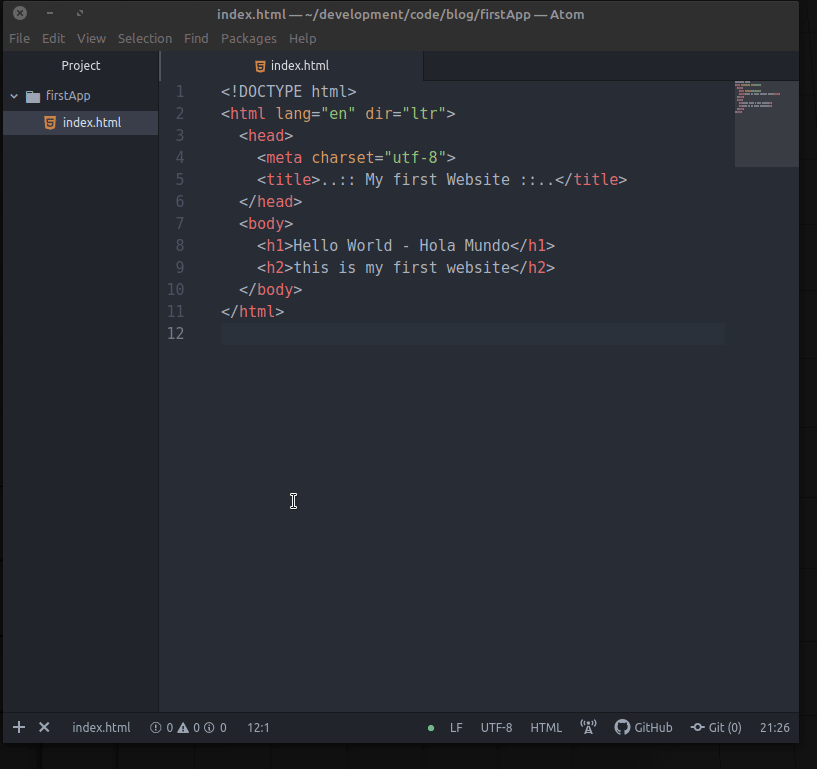 index.html — ~/development/code/blog/firstApp — Atom
File Edit View Selection Find Packages Help
Project
index.html
firstApp
index.html
1 <!DOCTYPE html>
2 <html lang="en" dir="ltr">
3 <head>
4 <meta charset="utf-8">
5 <title>..:: My first Website ::..</title>
6 </head>
7 <body>
8 <h1>Hello World - Hola Mundo</h1>
9 <h2>this is my first website</h2>
10 </body>
11 </html>
12
index.html 0 0 0 12:1 LF UTF-8 HTML GitHub Git (0) 21:26